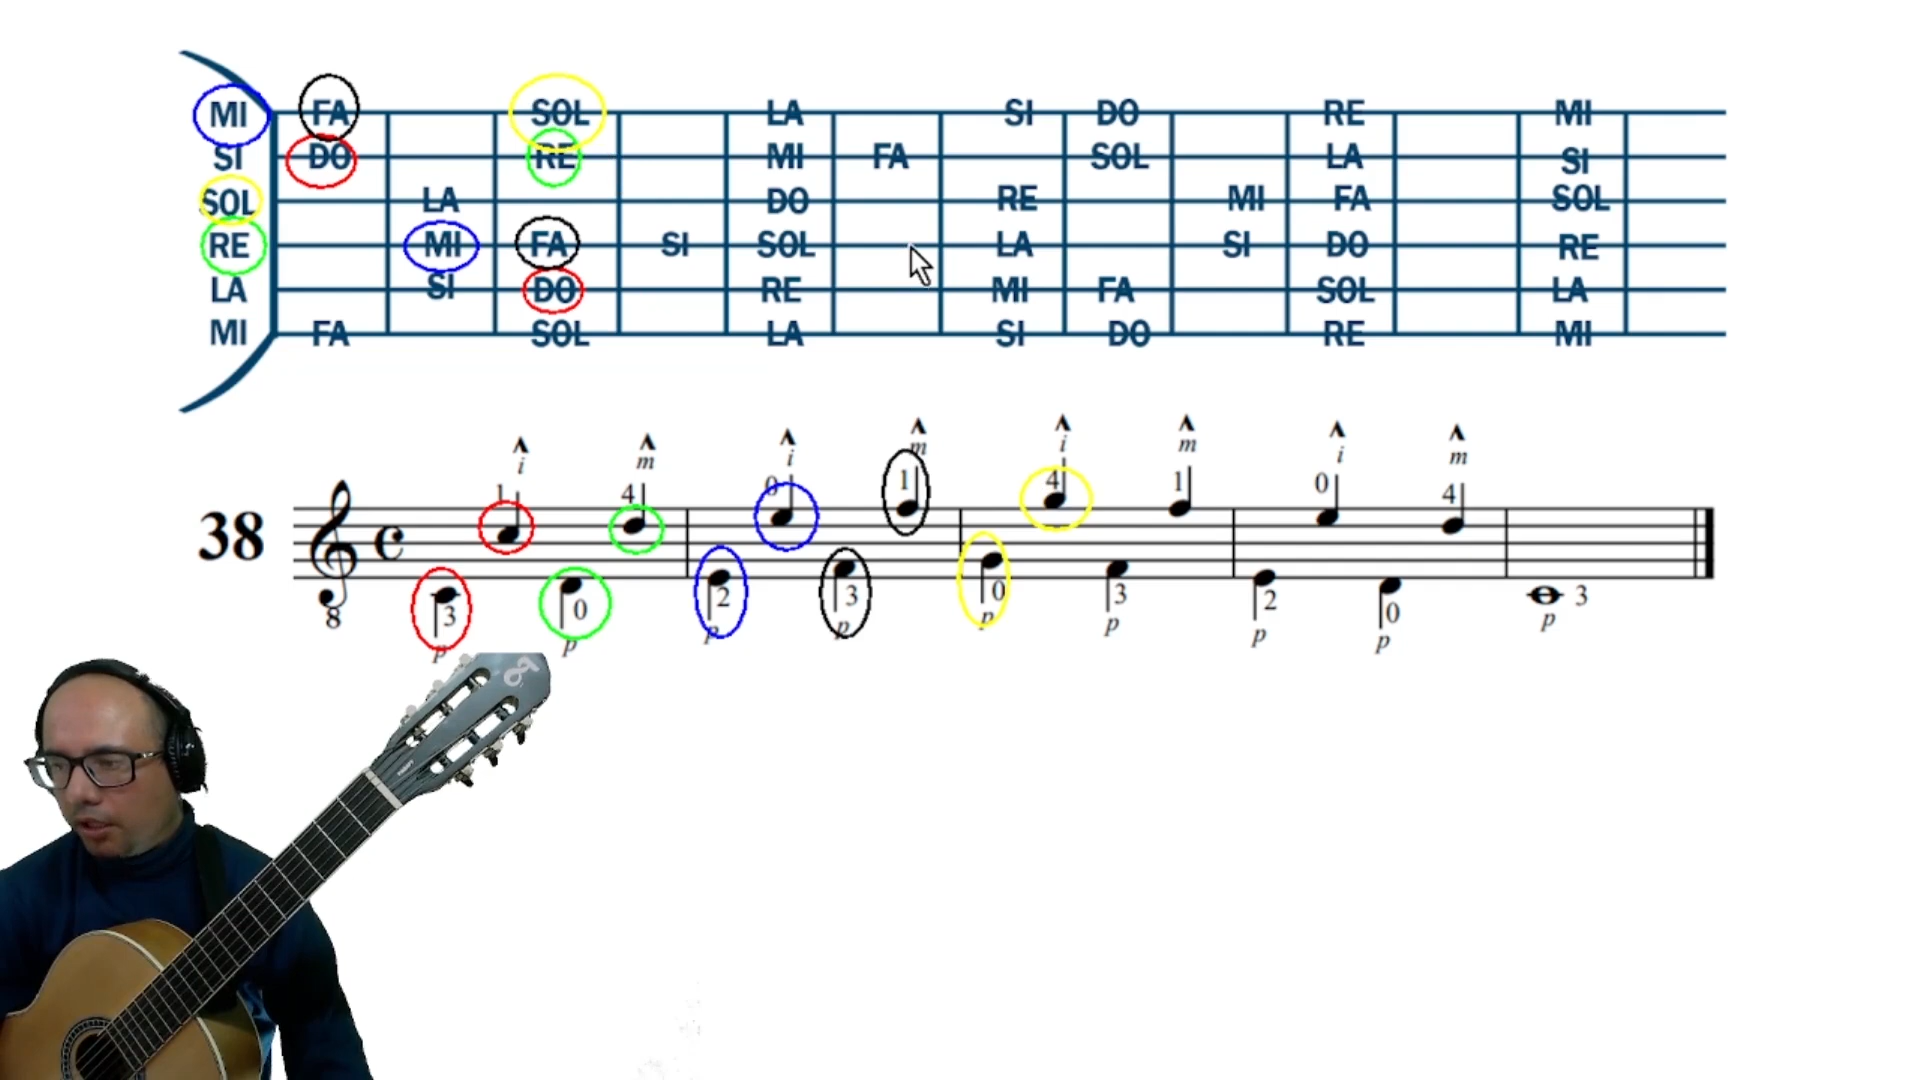 MI FA SOL LA SI DO RE MI
SI DO RE MI FA SOL LA SI
SOL LA DO RE MI FA SOL
RE MI FA SI SOL LA SI DO RE
LA SI DO RE MI FA SOL LA
MI FA SOL LA SI DO RE MI
i m i m i m i m
1 4 0 1 4 1 0 4
38
8 3 0 2 3 0 3 2 0 3
p p p p p p p p p